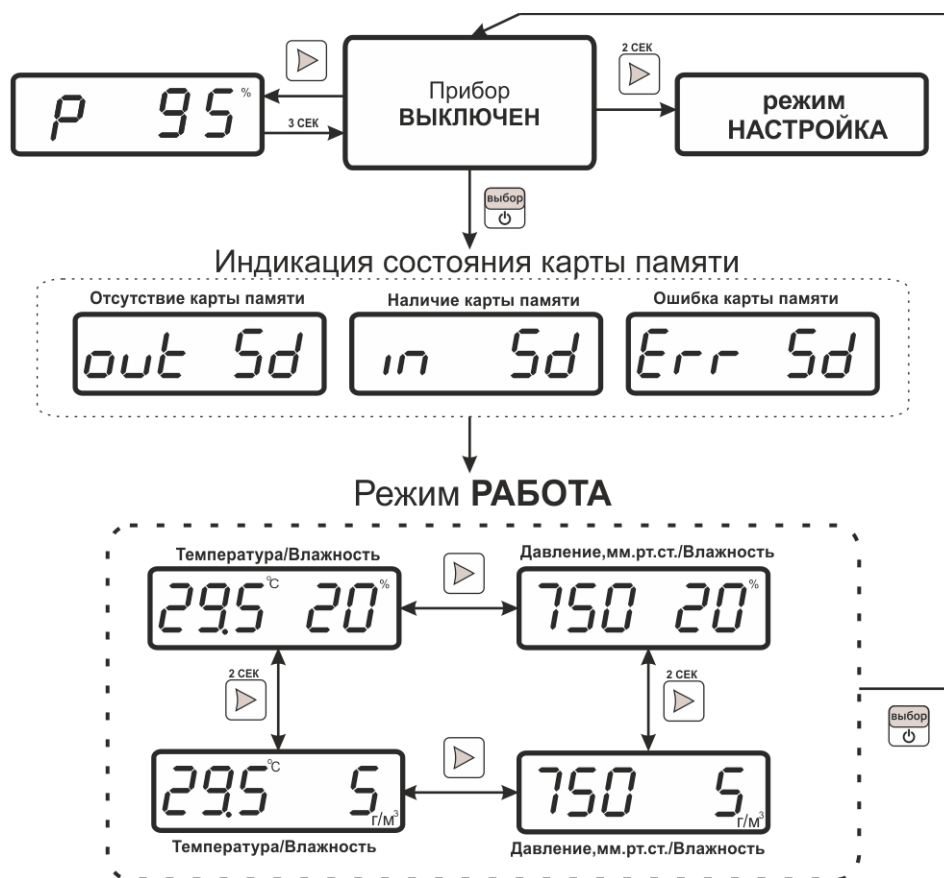 2 СЕК
P 95 %
3 СЕК
Прибор
ВЫКЛЮЧЕН
режим
НАСТРОЙКА
выбор
Индикация состояния карты памяти
Отсутствие карты памяти
Наличие карты памяти
Ошибка карты памяти
out Sd
in Sd
Err Sd
Режим РАБОТА
Температура/Влажность
Давление,мм.рт.ст./Влажность
29.5 °C 20 %
750 20 %
2 СЕК
2 СЕК
выбор
29.5 °C 5 г/м³
750 5 г/м³
Температура/Влажность
Давление,мм.рт.ст./Влажность